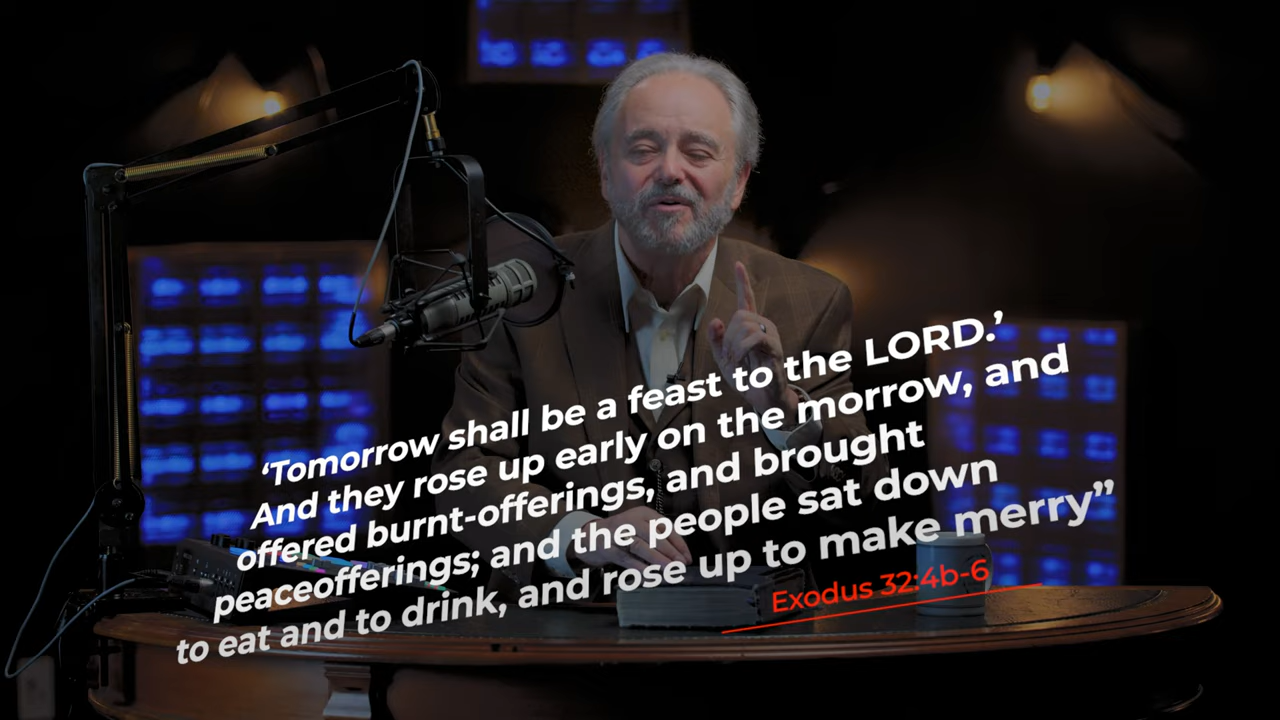 ‘Tomorrow shall be a feast to the LORD.’
And they rose up early on the morrow, and
offered burnt-offerings, and brought
peaceofferings; and the people sat down
to eat and to drink, and rose up to make merry”
Exodus 32:4b-6